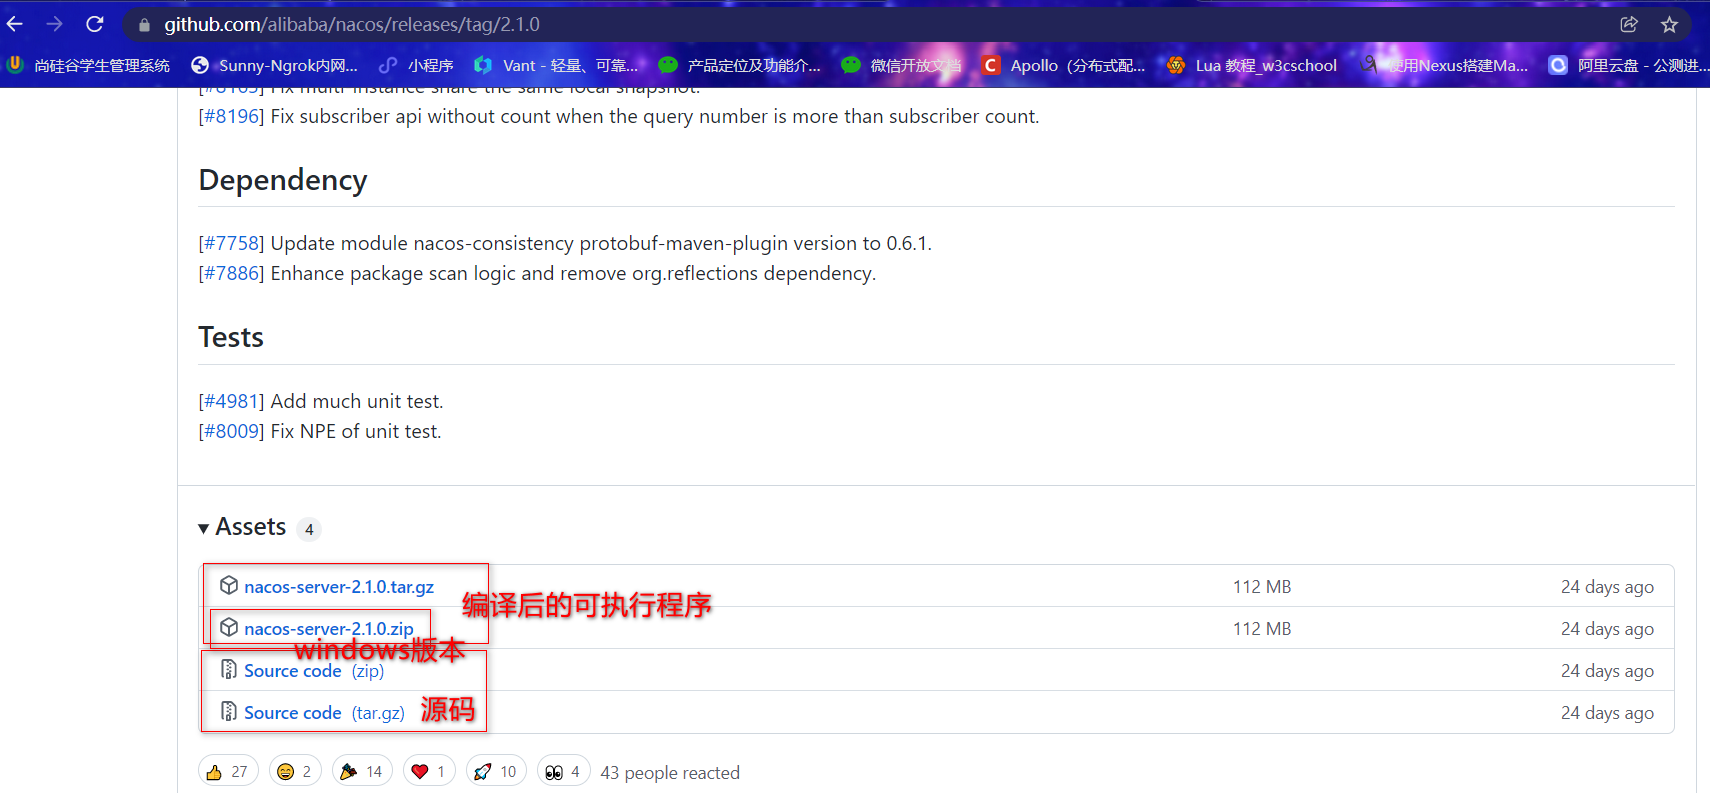 github.com/alibaba/nacos/releases/tag/2.1.0
尚硅谷学生管理系统 Sunny-Ngrok内网... 小程序 Vant - 轻量、可靠... 产品定位及功能介... 微信开放文档 Apollo（分布式配... Lua 教程_w3cschool 使用Nexus搭建Ma... 阿里云盘 - 公测进...
[#8165] Fix multi instance share the same local snapshot.
[#8196] Fix subscriber api without count when the query number is more than subscriber count.
Dependency
[#7758] Update module nacos-consistency protobuf-maven-plugin version to 0.6.1.
[#7886] Enhance package scan logic and remove org.reflections dependency.
Tests
[#4981] Add much unit test.
[#8009] Fix NPE of unit test.
Assets 4
nacos-server-2.1.0.tar.gz 112 MB 24 days ago
编译后的可执行程序
nacos-server-2.1.0.zip 112 MB 24 days ago
windows版本
Source code (zip) 24 days ago
Source code (tar.gz) 源码 24 days ago
27 2 14 1 10 4 43 people reacted